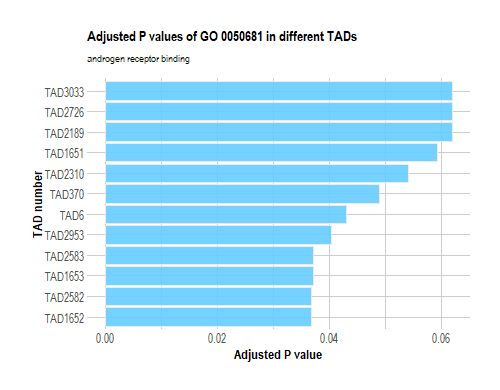 Adjusted P values of GO 0050681 in different TADs
androgen receptor binding
TAD3033
TAD2726
TAD2189
TAD1651
TAD2310
TAD370
TAD6
TAD2953
TAD2583
TAD1653
TAD2582
TAD1652
TAD number
0.00 0.02 0.04 0.06
Adjusted P value